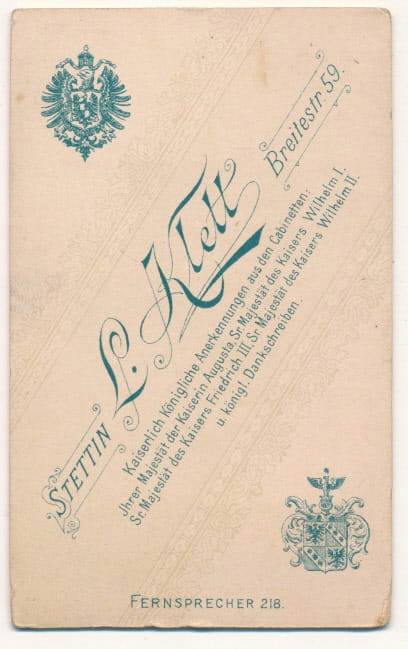 STETTIN
L. Klett
Breitestr. 59.
Kaiserlich Königliche Anerkennungen aus den Cabinetten:
Jhrer Majestät der Kaiserin Augusta, Sr. Majestät des Kaisers Wilhelm I.
Sr. Majestät des Kaisers Friedrich III, Sr. Majestät des Kaisers Wilhelm II.
u. königl. Dankschreiben.
FERNSPRECHER 218.